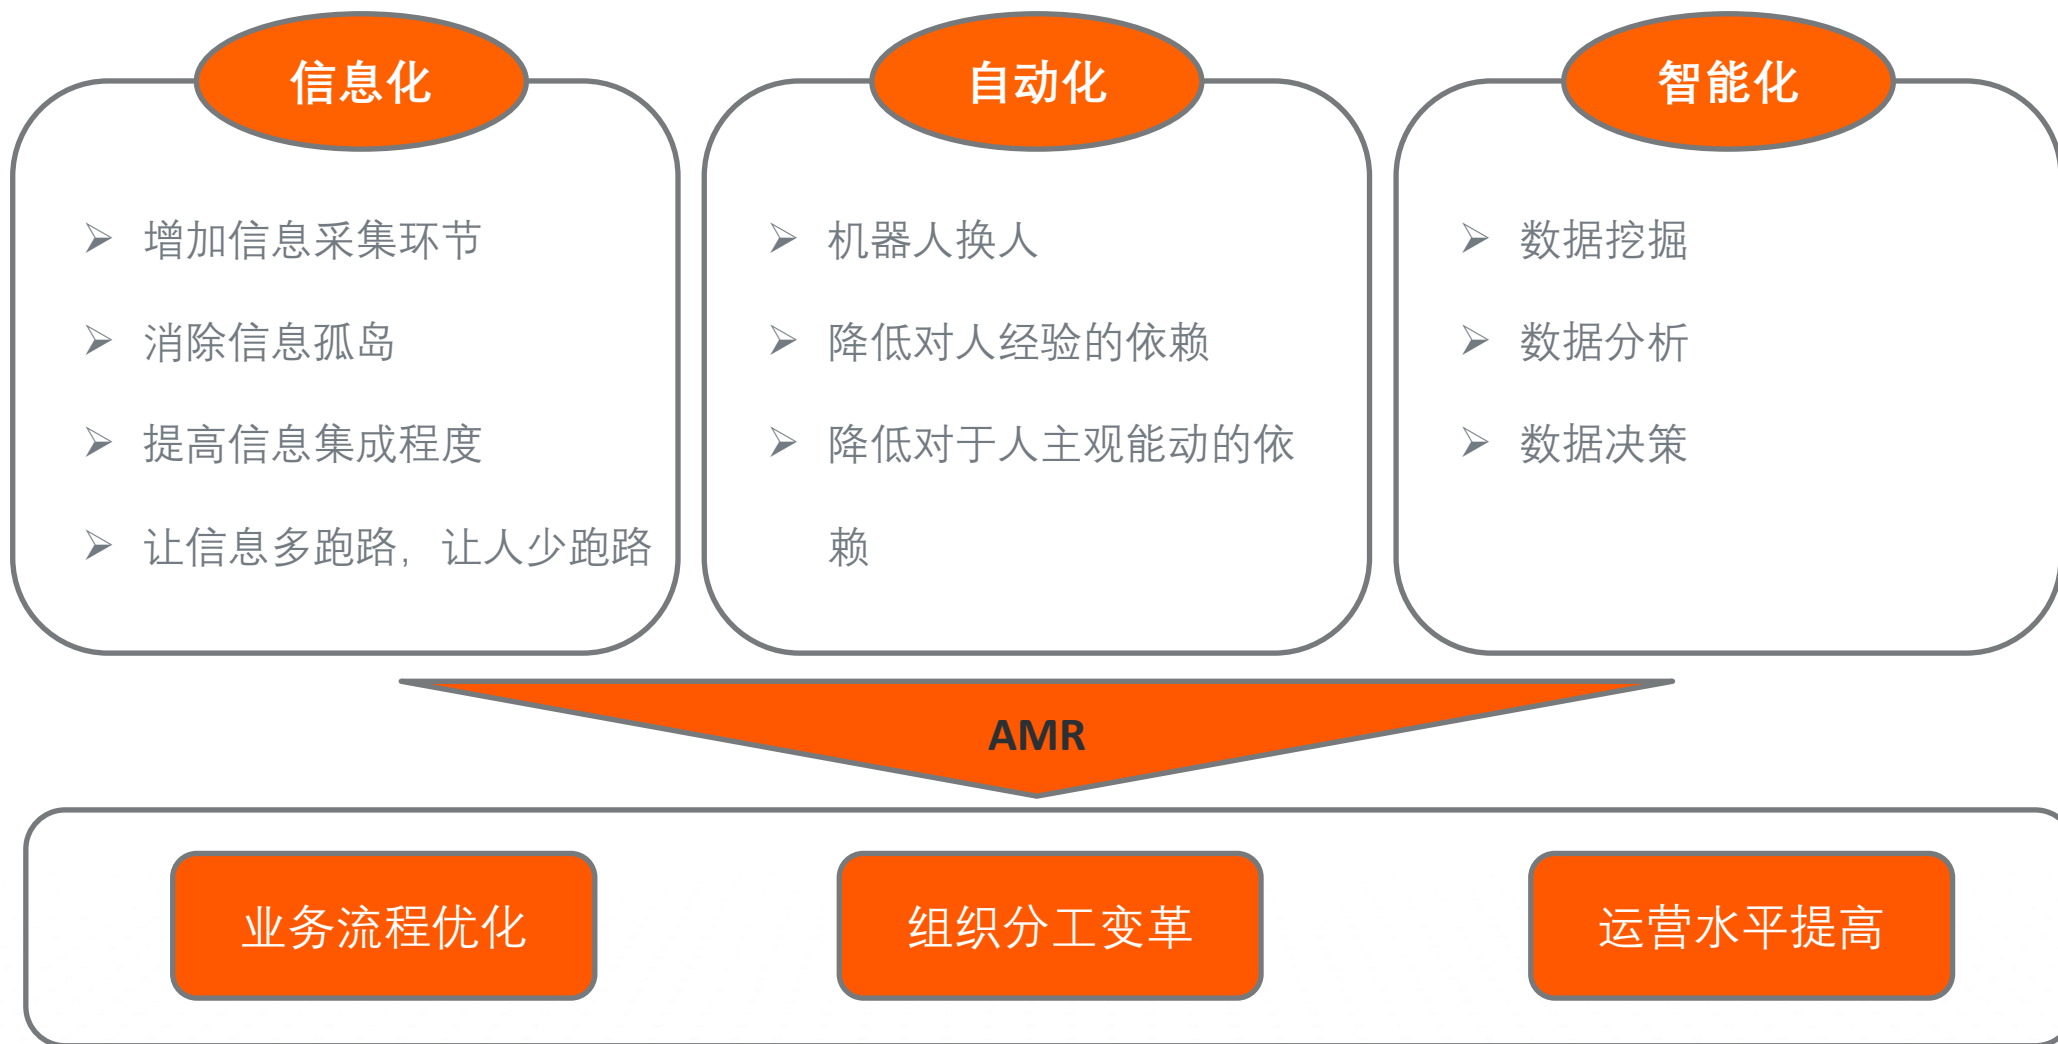 信息化
增加信息采集环节
消除信息孤岛
提高信息集成程度
让信息多跑路，让人少跑路
自动化
机器人换人
降低对人经验的依赖
降低对于人主观能动的依
赖
智能化
数据挖掘
数据分析
数据决策
AMR
业务流程优化
组织分工变革
运营水平提高